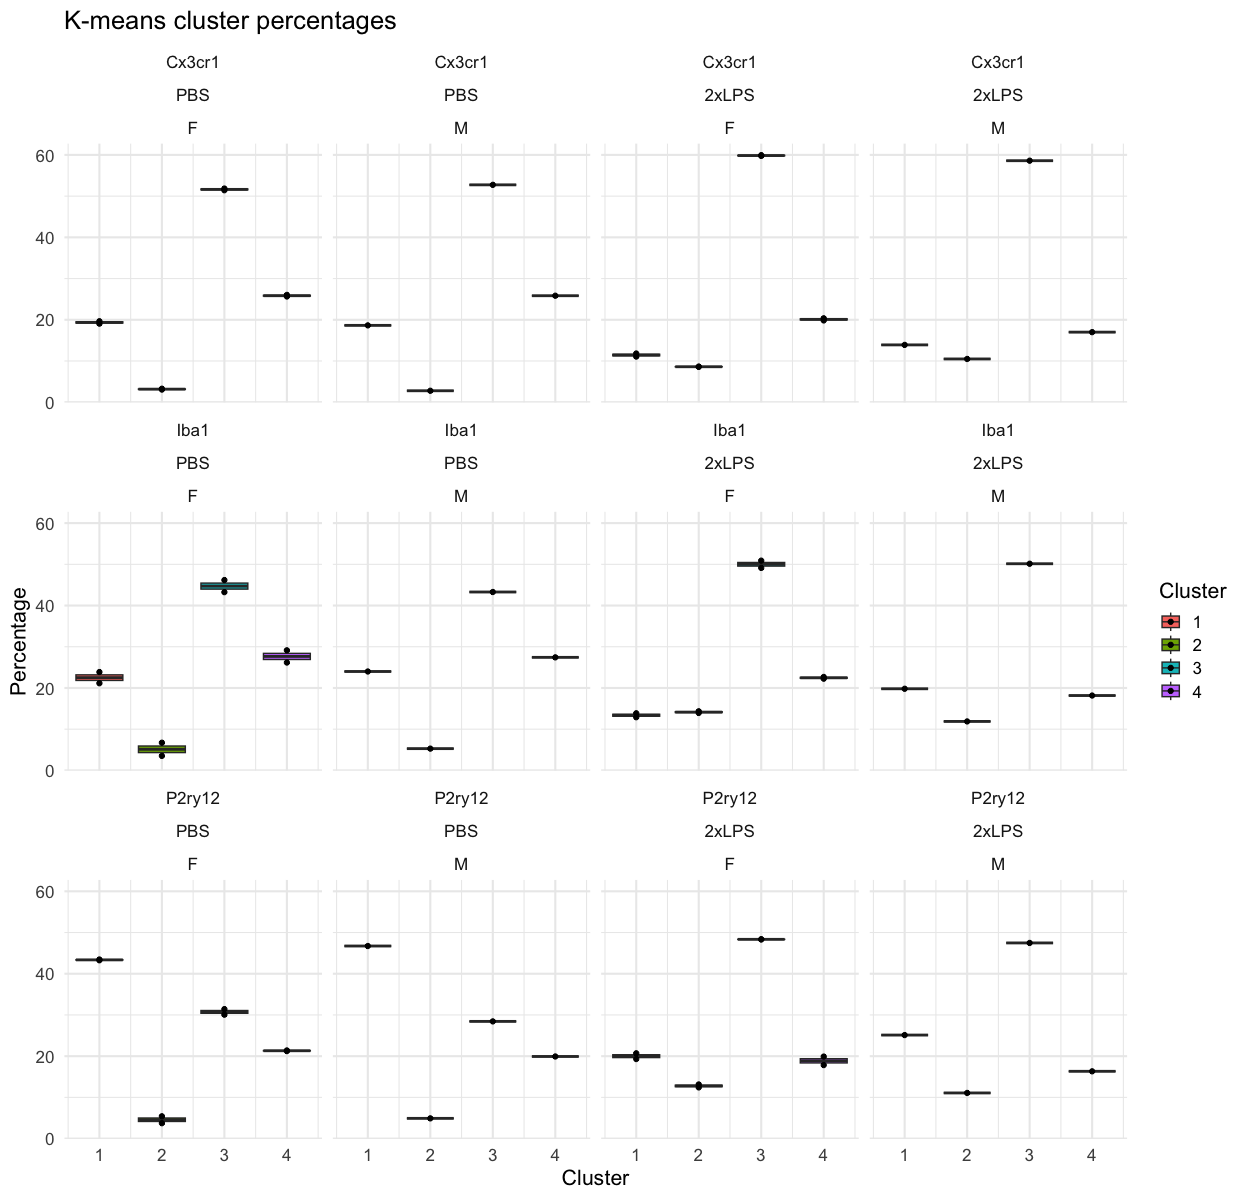 K-means cluster percentages
Cx3cr1 Cx3cr1 Cx3cr1 Cx3cr1
PBS PBS 2xLPS 2xLPS
F M F M
60
40
20
0
Iba1 Iba1 Iba1 Iba1
PBS PBS 2xLPS 2xLPS
F M F M
60
40
20
0
P2ry12 P2ry12 P2ry12 P2ry12
PBS PBS 2xLPS 2xLPS
F M F M
60
40
20
0
1 2 3 4 1 2 3 4 1 2 3 4 1 2 3 4
Cluster
Percentage
Cluster
1
2
3
4